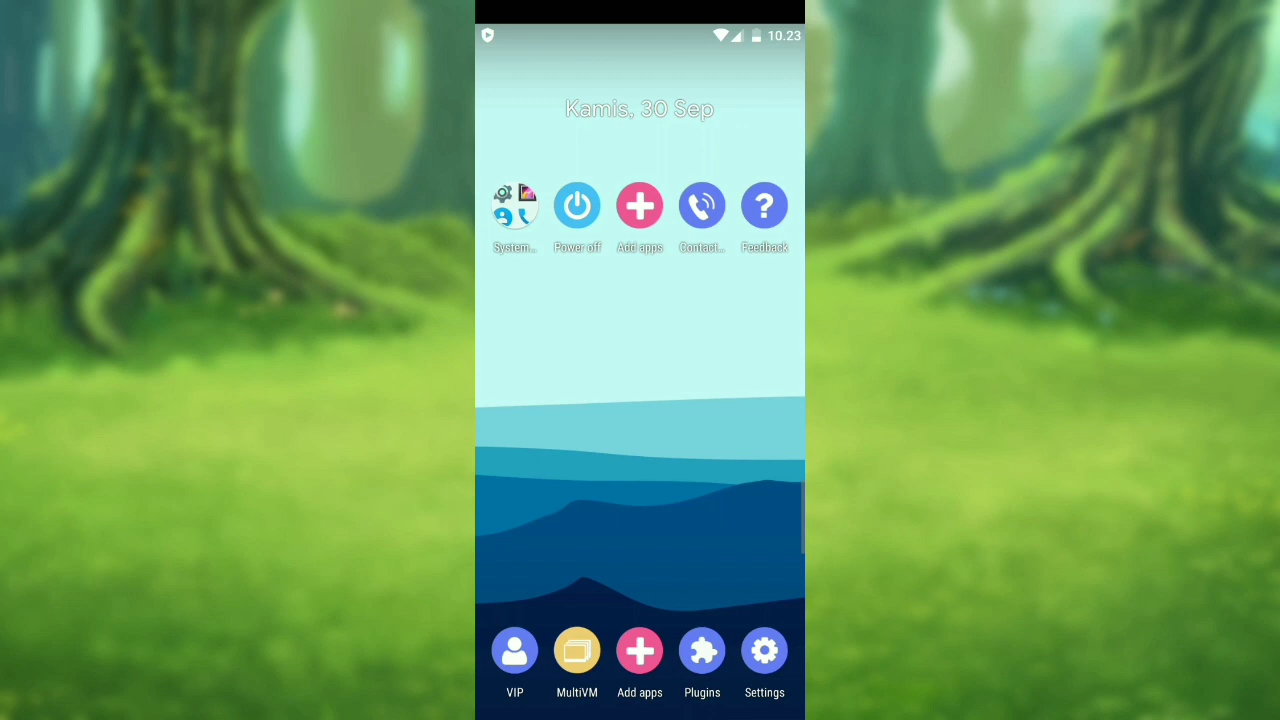 10.23
Kamis, 30 Sep
System...
Power off
Add apps
Contact...
Feedback
VIP
MultiVM
Add apps
Plugins
Settings